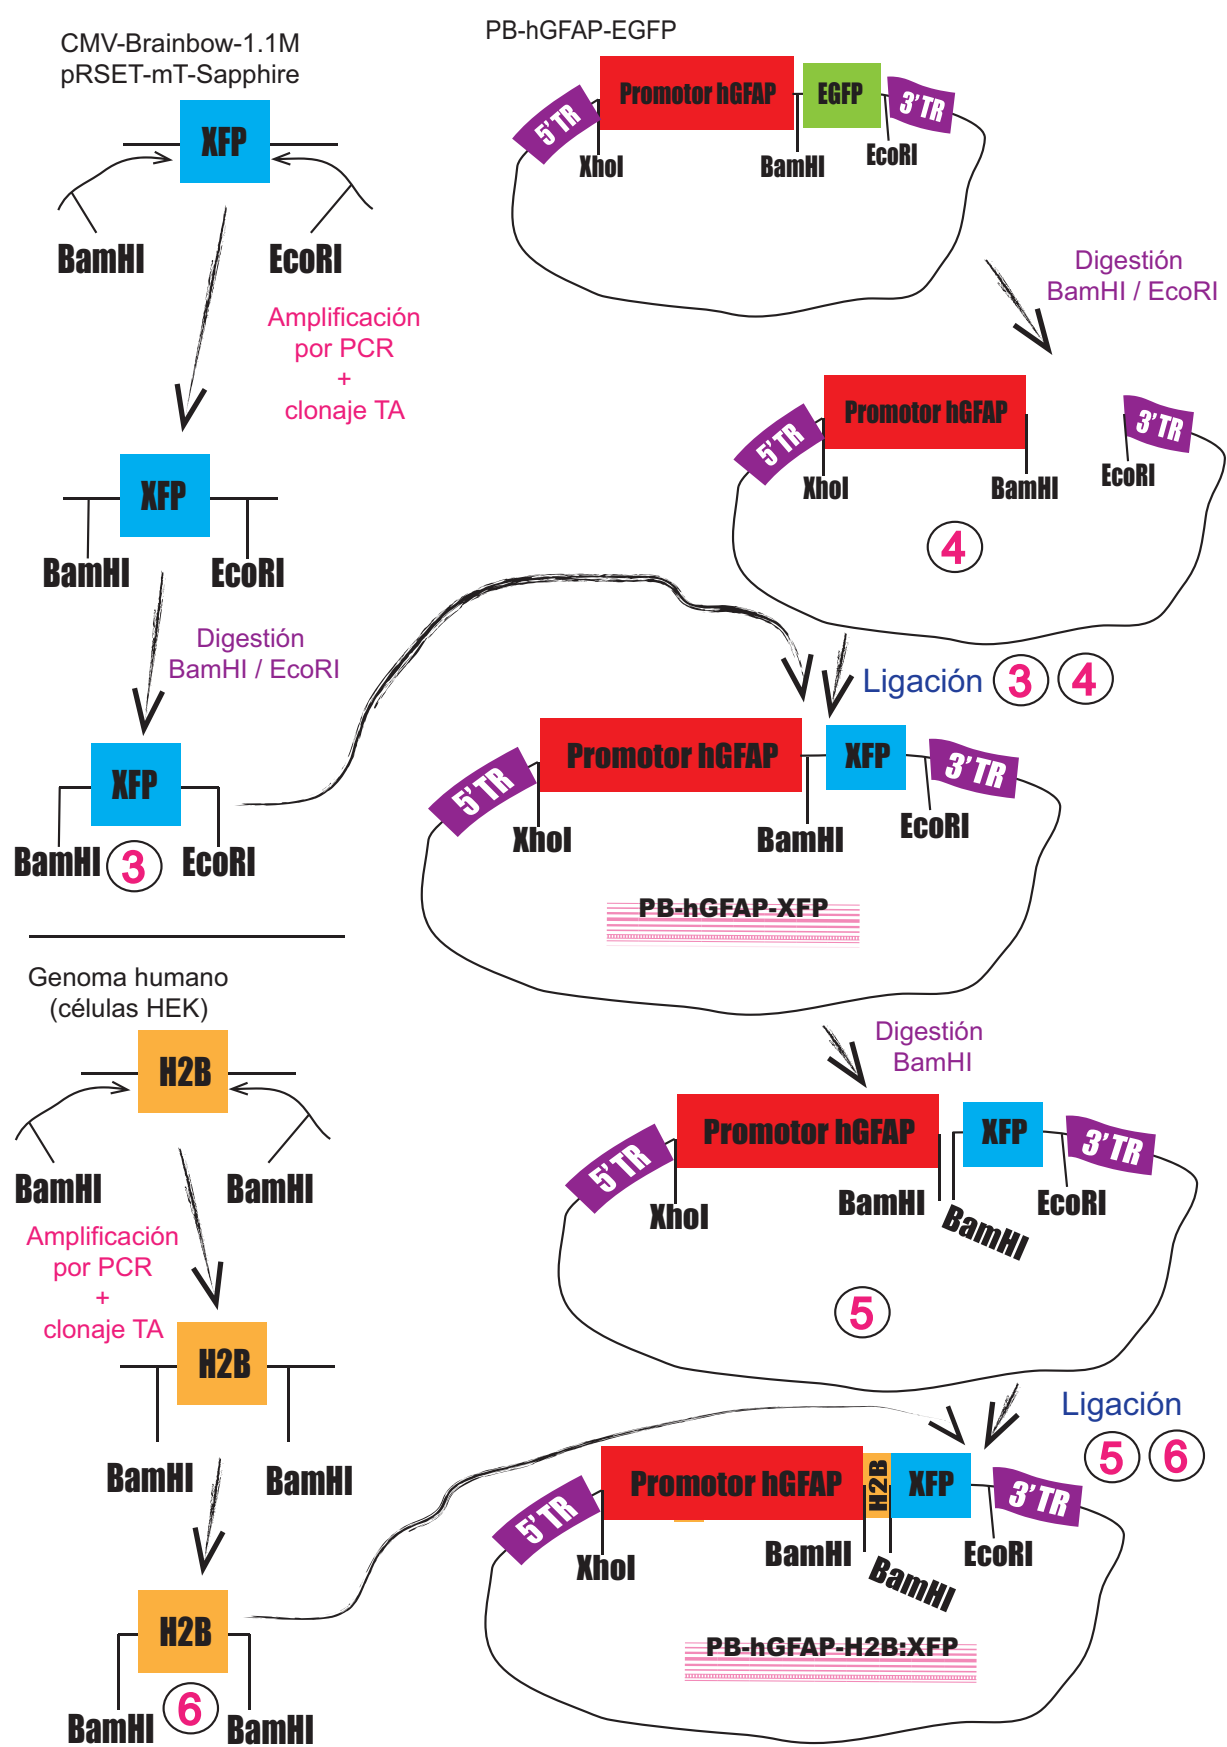 CMV-Brainbow-1.1M
pRSET-mT-Sapphire
XFP
BamHI
EcoRI
Amplificación
por PCR
+
clonaje TA
XFP
BamHI
EcoRI
Digestión
BamHI / EcoRI
XFP
BamHI
3
EcoRI
PB-hGFAP-EGFP
5' TR
Promotor hGFAP
EGFP
3' TR
XhoI
BamHI
EcoRI
Digestión
BamHI / EcoRI
5' TR
Promotor hGFAP
3' TR
XhoI
BamHI
EcoRI
4
Ligación 3 4
5' TR
Promotor hGFAP
XFP
3' TR
XhoI
BamHI
EcoRI
PB-hGFAP-XFP
Genoma humano
(células HEK)
H2B
BamHI
BamHI
Amplificación
por PCR
+
clonaje TA
H2B
BamHI
BamHI
H2B
BamHI
6
BamHI
Digestión
BamHI
5' TR
Promotor hGFAP
XFP
3' TR
XhoI
BamHI
BamHI
EcoRI
5
Ligación
5 6
5' TR
Promotor hGFAP
H2B
XFP
3' TR
XhoI
BamHI
BamHI
EcoRI
PB-hGFAP-H2B:XFP